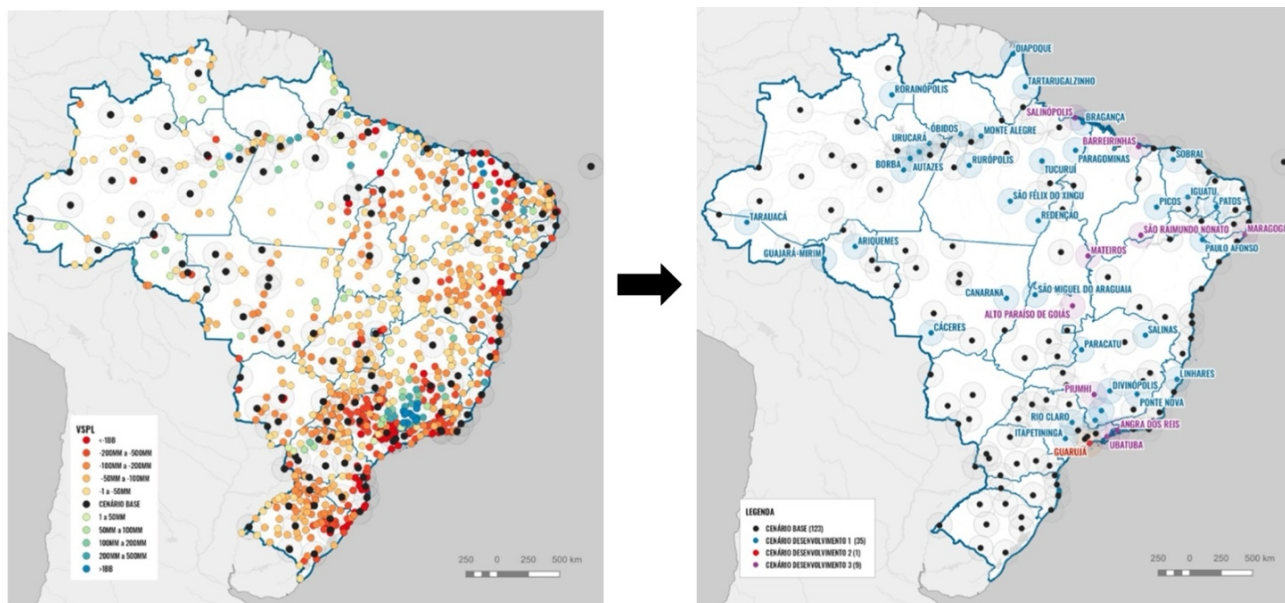 VSPL
<-1BB
-200MM a -500MM
-100MM a -200MM
-50MM a -100MM
-1 a -50MM
CENÁRIO BASE
1 a 50MM
50MM a 100MM
100MM a 200MM
200MM a 500MM
>1BB
250 0 250 500 km
OIAPOQUE
TARTARUGALZINHO
RORAINÓPOLIS
SALINÓPOLIS
BRAGANÇA
ÓBIDOS
MONTE ALEGRE
URUCARÁ
BARREIRINHAS
BORBA
AUTAZES
RURÓPOLIS
PARAGOMINAS
SOBRAL
TUCURUÍ
SÃO FÉLIX DO XINGU
IGUATU
PICOS
PATOS
TARAUACÁ
REDENÇÃO
SÃO RAIMUNDO NONATO
MARAGOGI
ARIQUEMES
PAULO AFONSO
GUAJARÁ-MIRIM
MATEIROS
CANARANA
SÃO MIGUEL DO ARAGUAIA
ALTO PARAÍSO DE GOIÁS
CÁCERES
SALINAS
PARACATU
LINHARES
PIUMHI
DIVINÓPOLIS
PONTE NOVA
RIO CLARO
ANGRA DOS REIS
ITAPETININGA
UBATUBA
GUARUJÁ
LEGENDA
CENÁRIO BASE (123)
CENÁRIO DESENVOLVIMENTO 1 (35)
CENÁRIO DESENVOLVIMENTO 2 (1)
CENÁRIO DESENVOLVIMENTO 3 (9)
250 0 250 500 km